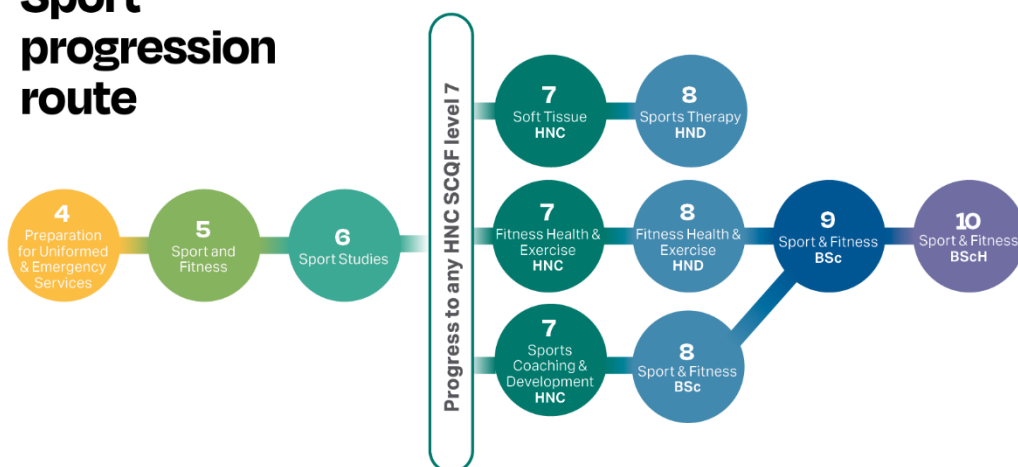 Sport
progression
route
4
Preparation
for Uniformed
& Emergency
Services
5
Sport and
Fitness
6
Sport Studies
Progress to any HNC SCQF level 7
7
Soft Tissue
HNC
8
Sports Therapy
HND
7
Fitness Health &
Exercise
HNC
8
Fitness Health &
Exercise
HND
9
Sport & Fitness
BSc
10
Sport & Fitness
BScH
7
Sports
Coaching &
Development
HNC
8
Sport & Fitness
BSc